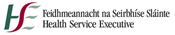 Feidhmeannacht na Seirbhíse Sláinte
Health Service Executive